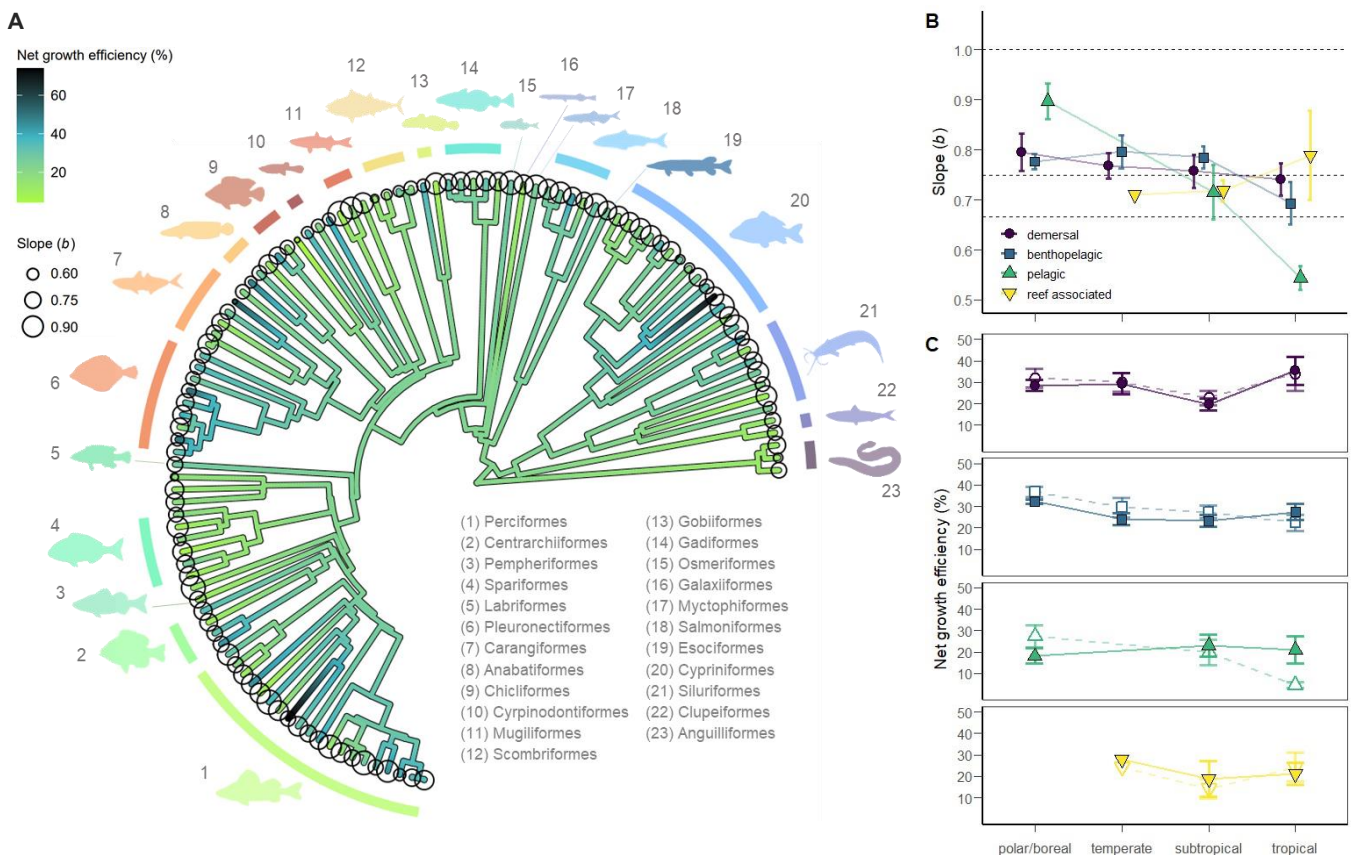 A
Net growth efficiency (%)
60
40
20
Slope (b)
0.60
0.75
0.90
1
2
3
4
5
6
7
8
9
10
11
12
13
14
15
16
17
18
19
20
21
22
23
(1) Perciformes
(2) Centrarchiiformes
(3) Pempheriformes
(4) Spariformes
(5) Labriformes
(6) Pleuronectiformes
(7) Carangiformes
(8) Anabatiformes
(9) Chicliformes
(10) Cyrpinodontiformes
(11) Mugiliformes
(12) Scombriformes
(13) Gobiiformes
(14) Gadiformes
(15) Osmeriformes
(16) Galaxiiformes
(17) Myctophiformes
(18) Salmoniformes
(19) Esociformes
(20) Cypriniformes
(21) Siluriformes
(22) Clupeiformes
(23) Anguilliformes
B
Slope (b)
1.0
0.9
0.8
0.7
0.6
0.5
demersal
benthopelagic
pelagic
reef associated
C
Net growth efficiency (%)
50
40
30
20
10
50
40
30
20
10
50
40
30
20
10
50
40
30
20
10
polar/boreal
temperate
subtropical
tropical